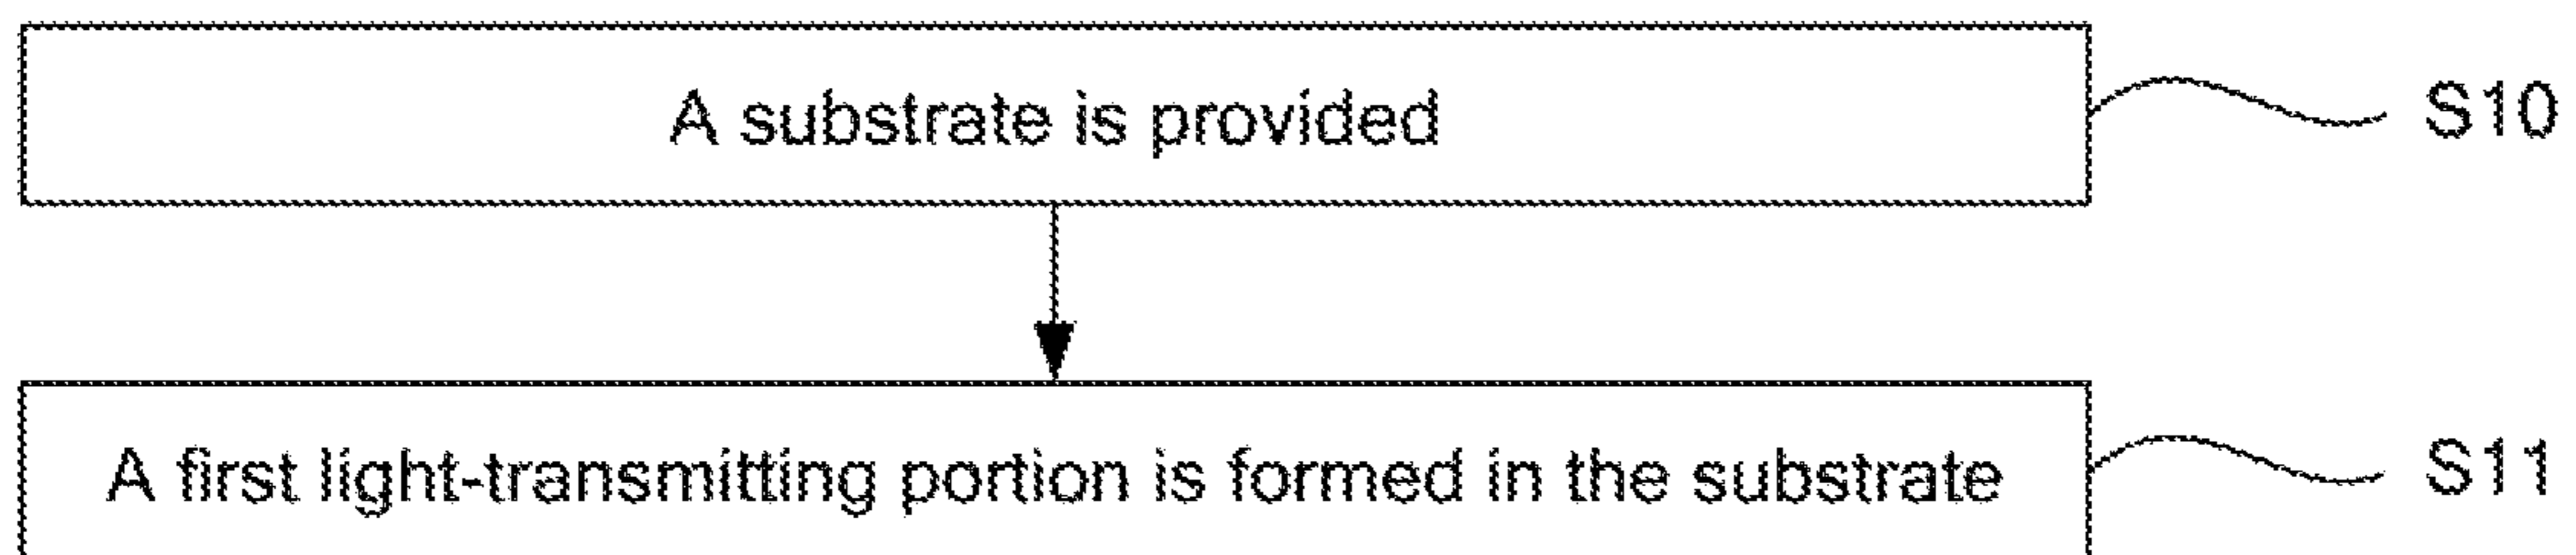 A substrate is provided S10
A first light-transmitting portion is formed in the substrate S11